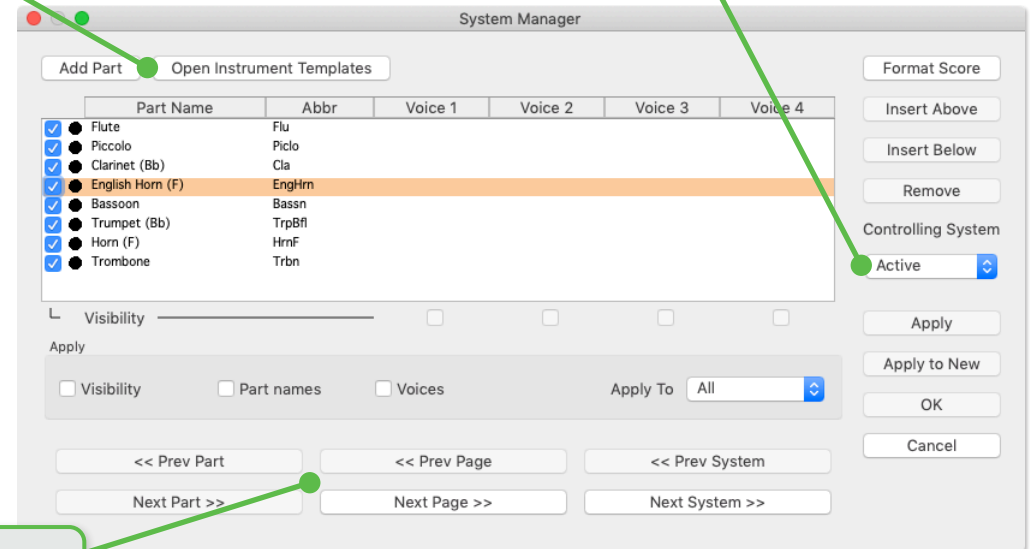 System Manager
Add Part Open Instrument Templates Format Score
Part Name Abbr Voice 1 Voice 2 Voice 3 Voice 4 Insert Above
Flute Flu
Piccolo Piclo
Clarinet (Bb) Cla Insert Below
English Horn (F) EngHrn Remove
Bassoon Bassn
Trumpet (Bb) TrpBfl Controlling System
Horn (F) HrnF
Trombone Trbn Active
Visibility Apply
Apply
Apply to New
Visibility Part names Voices Apply To All
OK
Cancel
<< Prev Part << Prev Page << Prev System
Next Part >> Next Page >> Next System >>